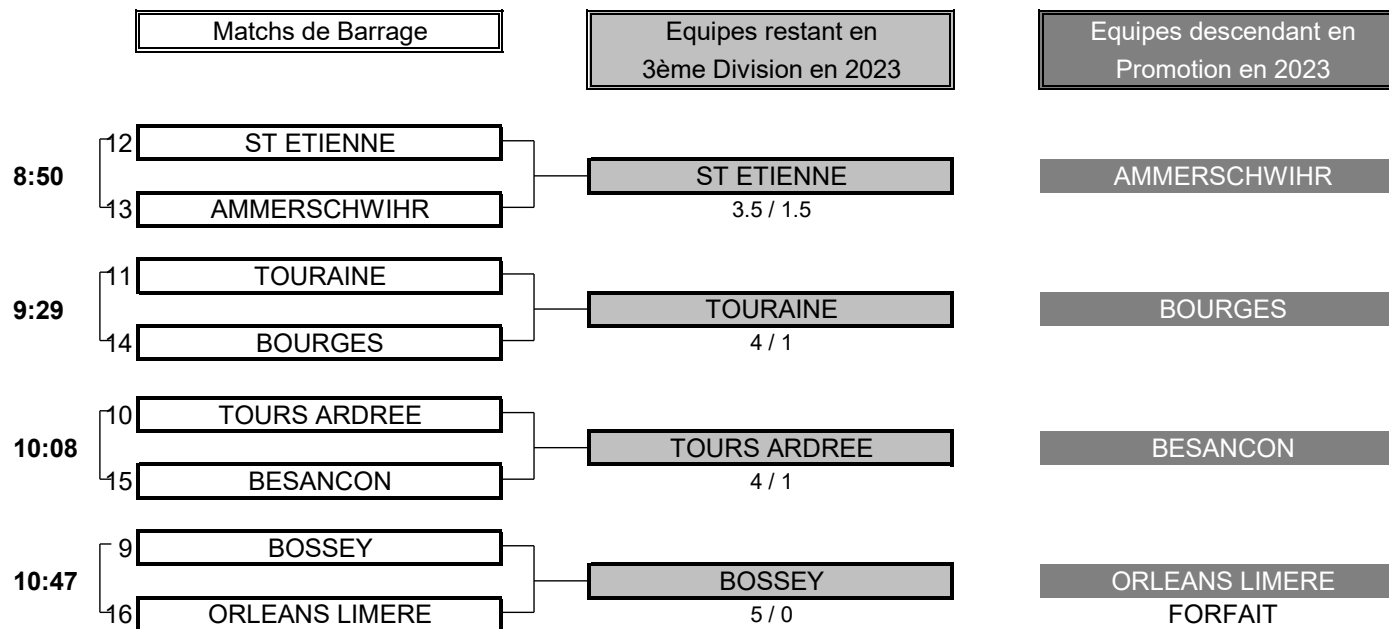 Matchs de Barrage
Equipes restant en
3ème Division en 2023
Equipes descendant en
Promotion en 2023
12 ST ETIENNE
8:50 ST ETIENNE AMMERSCHWIHR
13 AMMERSCHWIHR 3.5 / 1.5
11 TOURAINE
9:29 TOURAINE BOURGES
14 BOURGES 4 / 1
10 TOURS ARDREE
10:08 TOURS ARDREE BESANCON
15 BESANCON 4 / 1
9 BOSSEY
10:47 BOSSEY ORLEANS LIMERE
16 ORLEANS LIMERE 5 / 0 FORFAIT